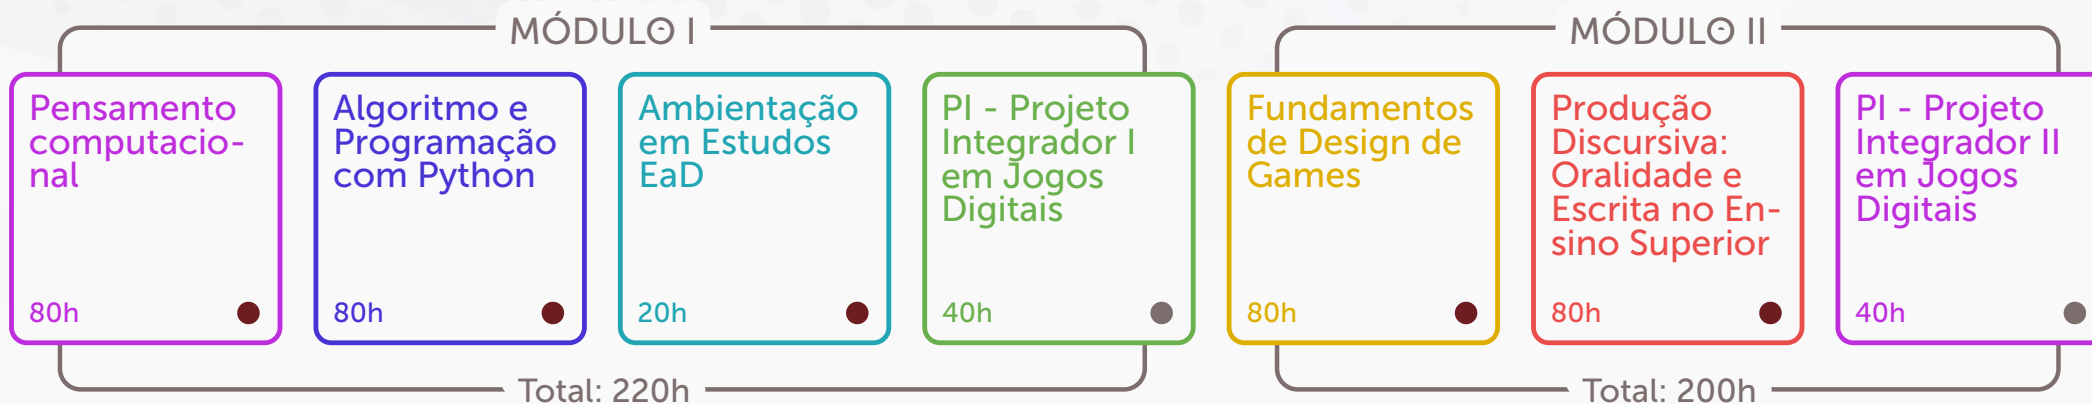 MÓDULO I
Pensamento
computacio-
nal
80h
Algoritmo e
Programação
com Python
80h
Ambientação
em Estudos
EaD
20h
PI - Projeto
Integrador I
em Jogos
Digitais
40h
Total: 220h
MÓDULO II
Fundamentos
de Design de
Games
80h
Produção
Discursiva:
Oralidade e
Escrita no En-
sino Superior
80h
PI - Projeto
Integrador II
em Jogos
Digitais
40h
Total: 200h